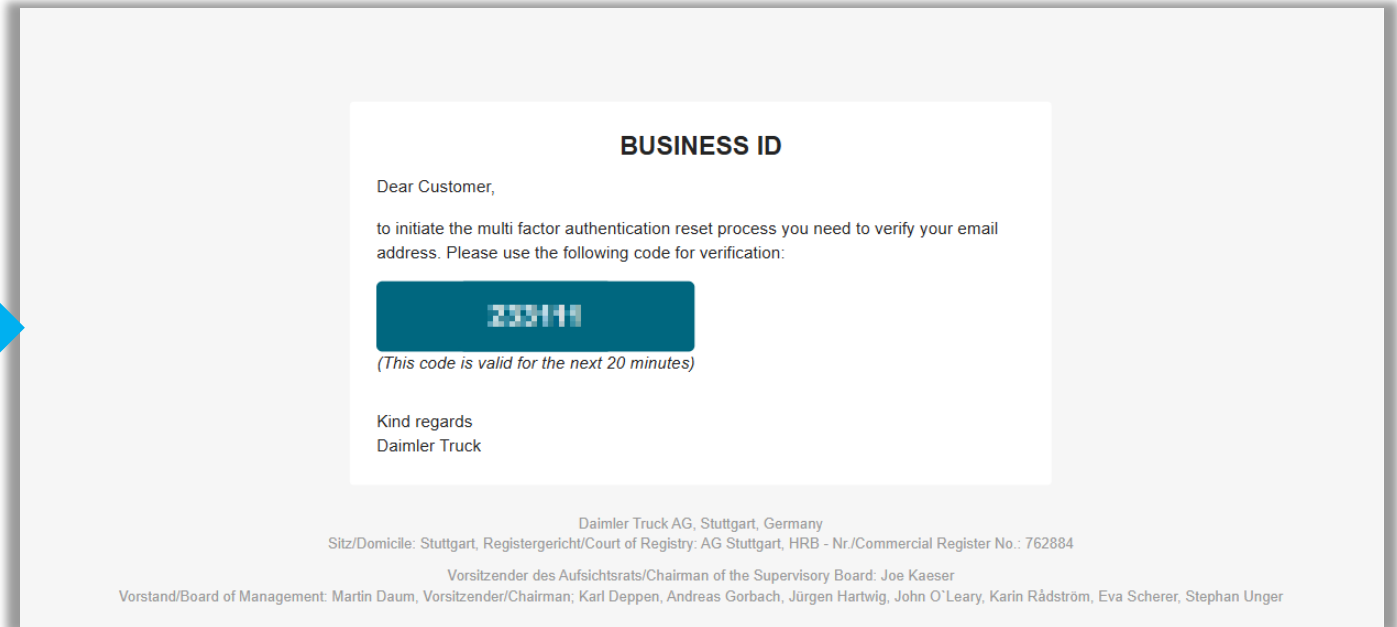 BUSINESS ID
Dear Customer,
to initiate the multi factor authentication reset process you need to verify your email
address. Please use the following code for verification:
(This code is valid for the next 20 minutes)
Kind regards
Daimler Truck
Daimler Truck AG, Stuttgart, Germany
Sitz/Domicile: Stuttgart, Registergericht/Court of Registry: AG Stuttgart, HRB - Nr./Commercial Register No.: 762884
Vorsitzender des Aufsichtsrats/Chairman of the Supervisory Board: Joe Kaeser
Vorstand/Board of Management: Martin Daum, Vorsitzender/Chairman; Karl Deppen, Andreas Gorbach, Jürgen Hartwig, John O`Leary, Karin Rådström, Eva Scherer, Stephan Unger